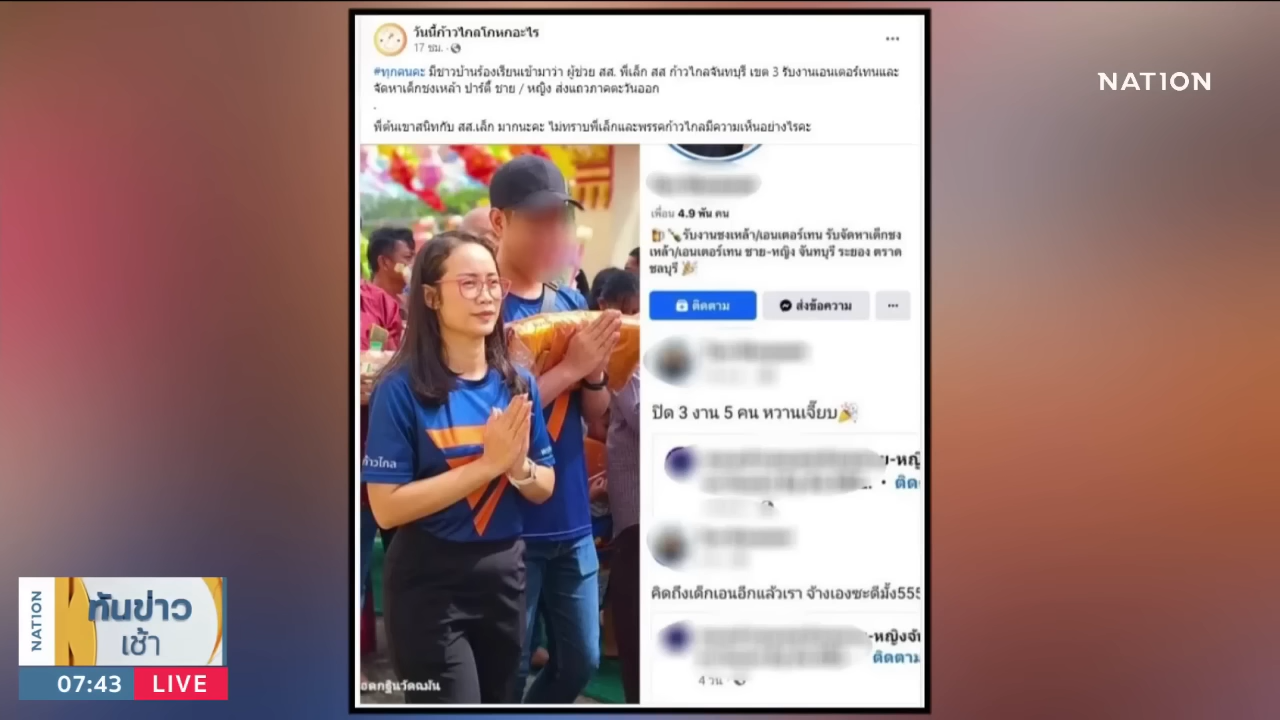 วันนี้ก้าวไกลโกหกอะไร
17 ชม.
#ทุกคนคะ มีชาวบ้านร้องเรียนเข้ามาว่า ผู้ช่วย สส. พี่เล็ก สส ก้าวไกลจันทบุรี เขต 3 รับงานเอนเตอร์เทนและ
จัดหาเด็กชงเหล้า ปาร์ตี้ ชาย / หญิง ส่งแถวภาคตะวันออก
.
พี่ต้นเขาสนิทกับ สส.เล็ก มากนะคะ ไม่ทราบพี่เล็กและพรรคก้าวไกลมีความเห็นอย่างไรคะ
NATION
เพื่อน 4.9 พัน คน
รับงานชงเหล้า/เอนเตอร์เทน รับจัดหาเด็กชง
เหล้า/เอนเตอร์เทน ชาย-หญิง จันทบุรี ระยอง ตราด
ชลบุรี
ติดตาม
ส่งข้อความ
ปิด 3 งาน 5 คน หวานเจี๊ยบ
-หญิ
ติด
คิดถึงเด็กเอนอีกแล้วเรา จ้างเองซะดีมั้ง555
-หญิงจัน
ติดตาม
4 วัน
ก้าวไกล
NATION
ทันข่าว
เช้า
07:43 LIVE